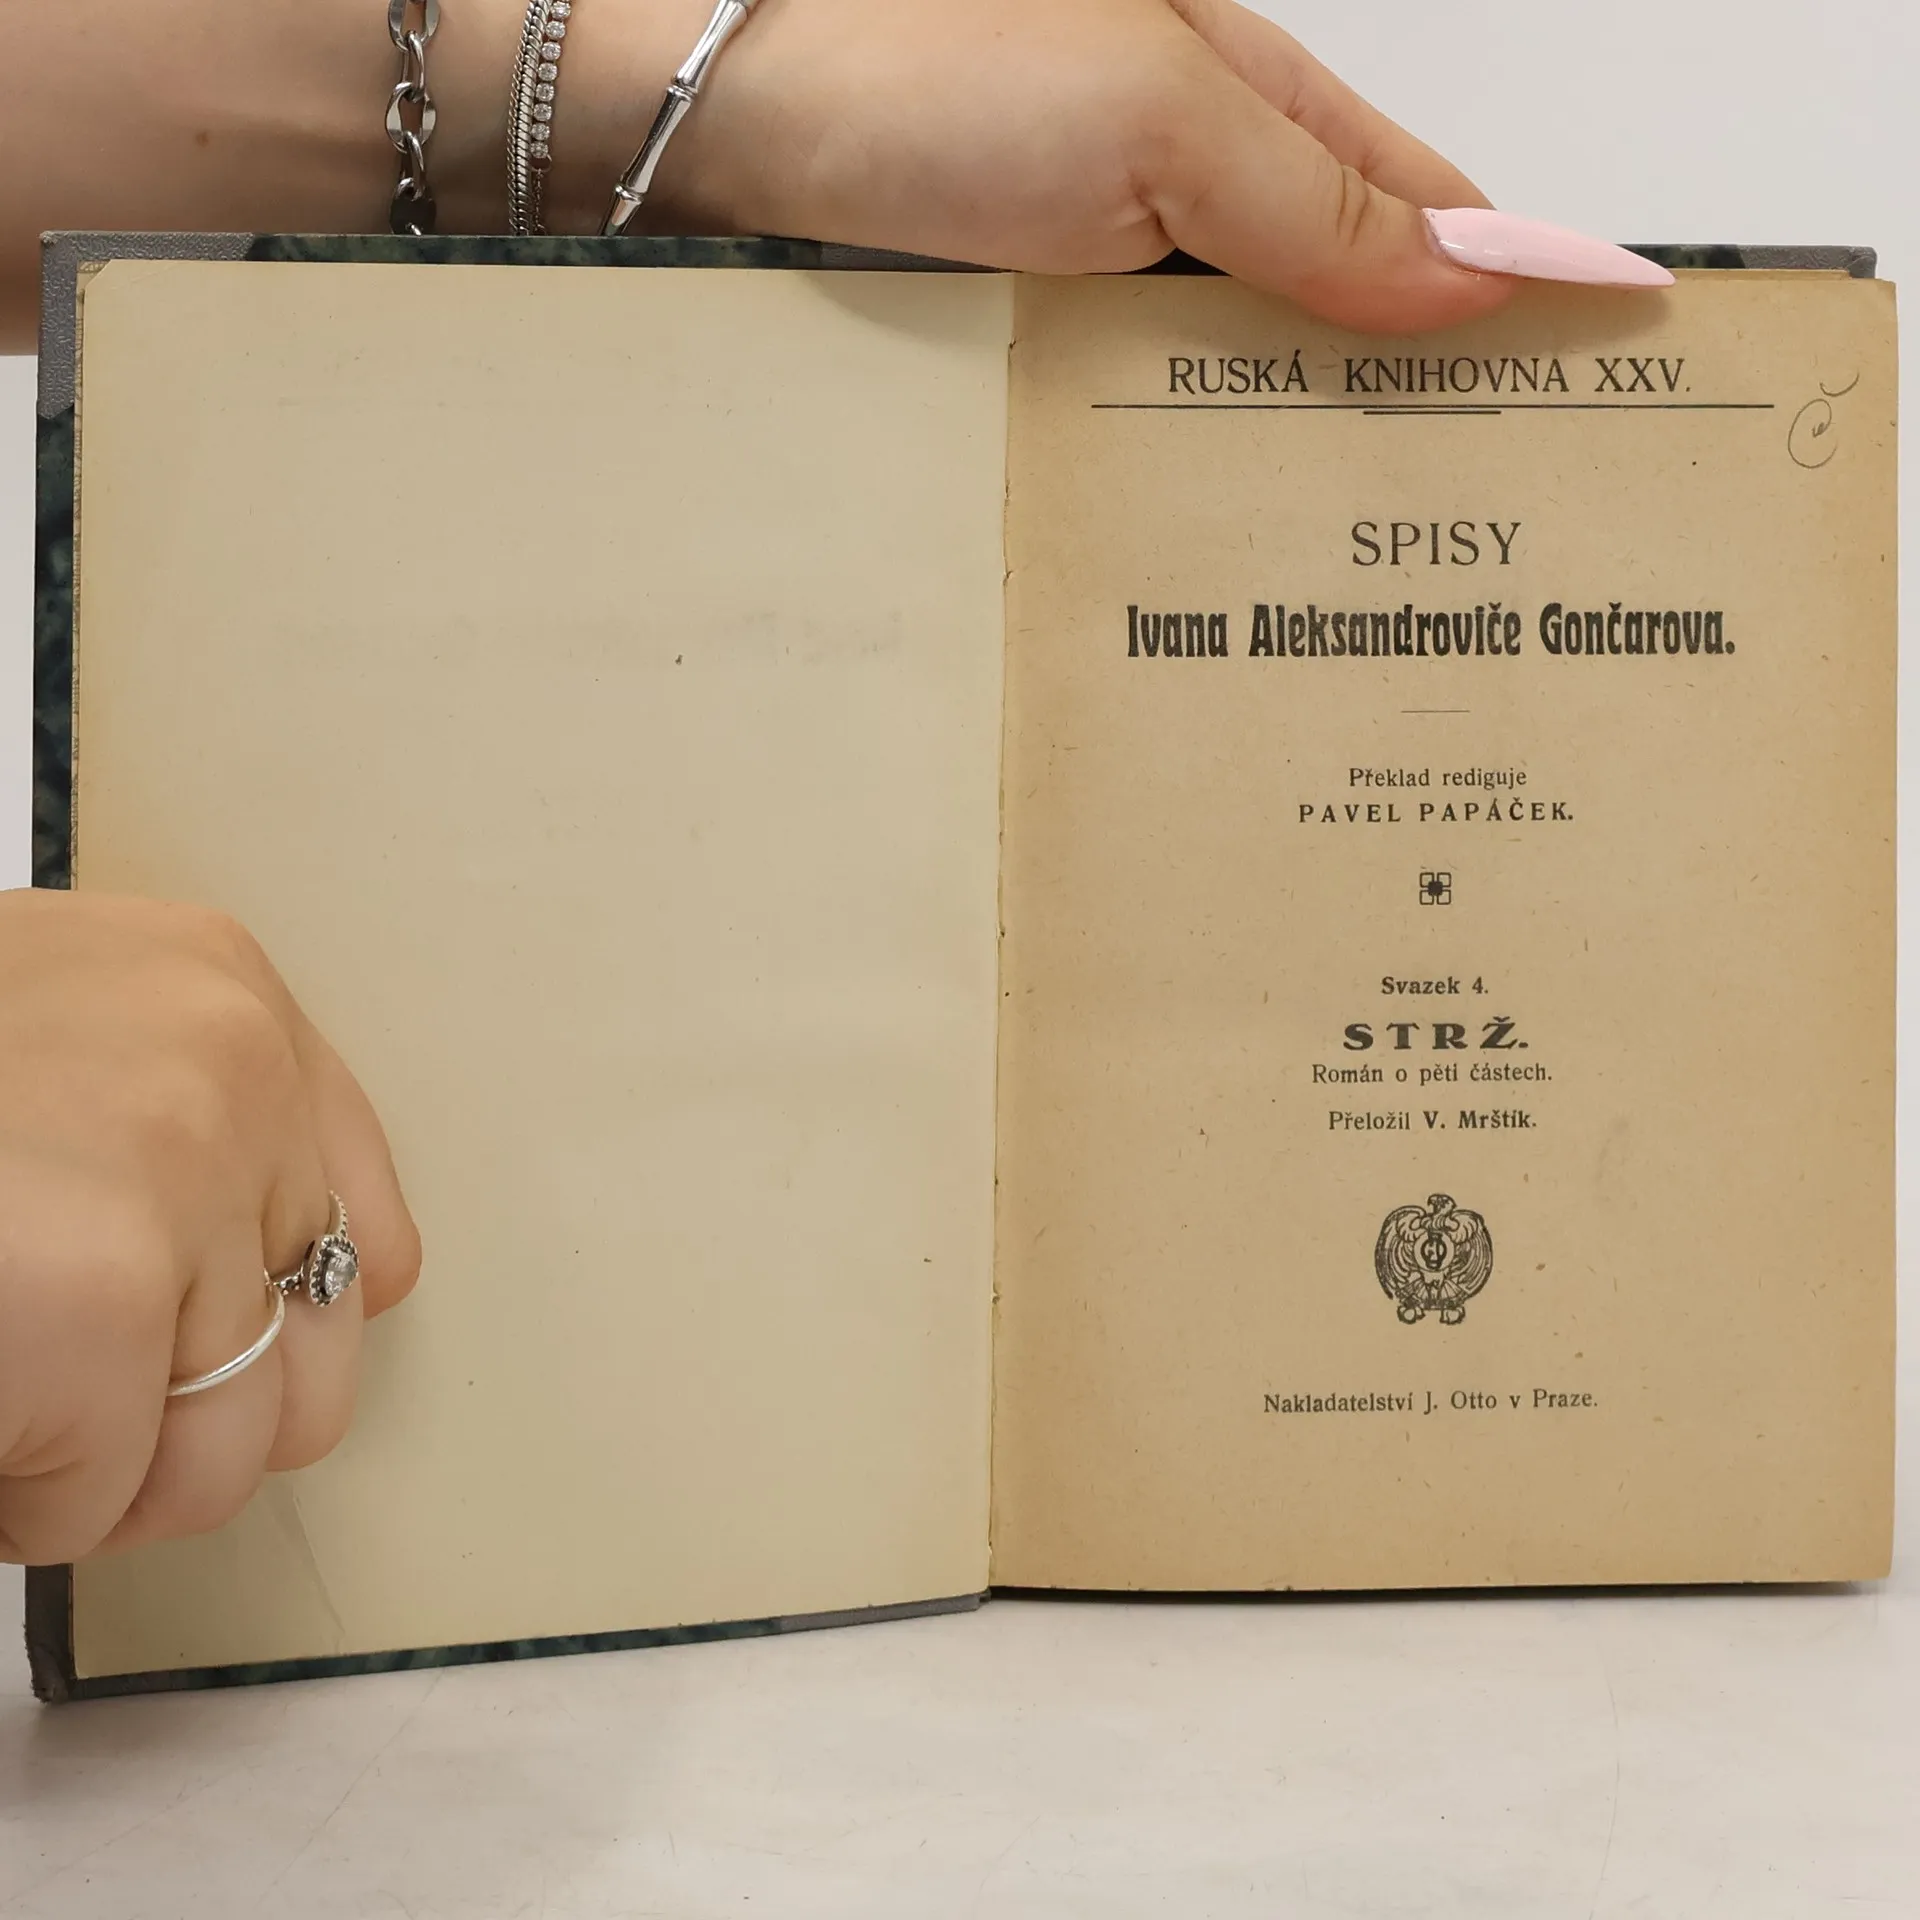 RUSKÁ KNIHOVNA XXV.
SPISY
Ivana Aleksandroviče Gončarova.
Překlad rediguje
PAVEL PAPÁČEK.
Svazek 4.
STRŽ.
Román o pěti částech.
Přeložil V. Mrštík.
Nakladatelství J. Otto v Praze.